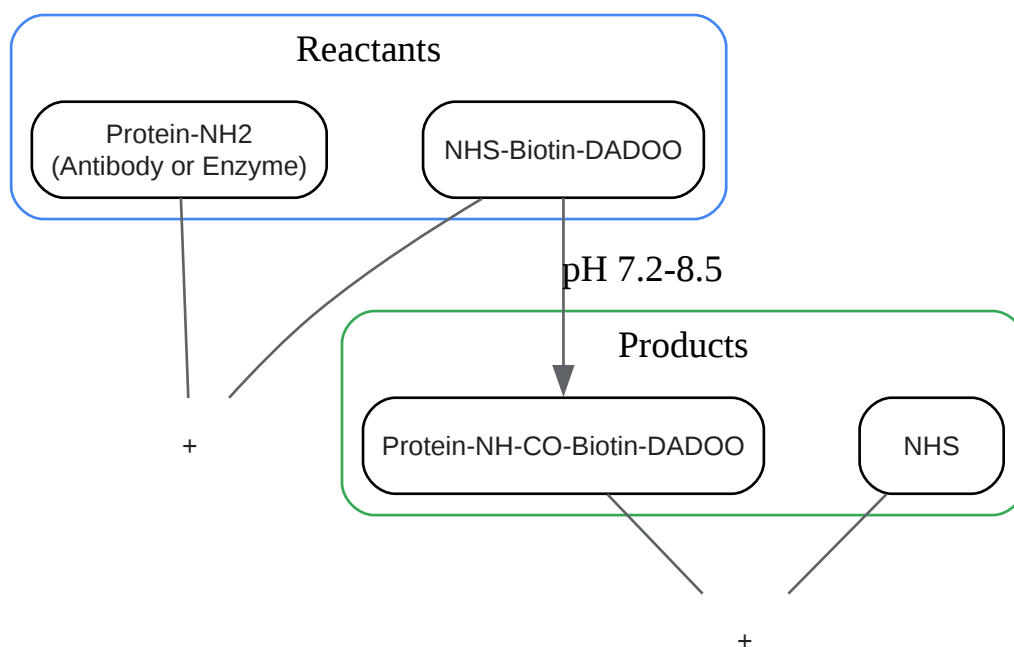 Reactants
Protein-NH2
(Antibody or Enzyme)
NHS-Biotin-DADOO
pH 7.2-8.5
Products
Protein-NH-CO-Biotin-DADOO
NHS
+
+